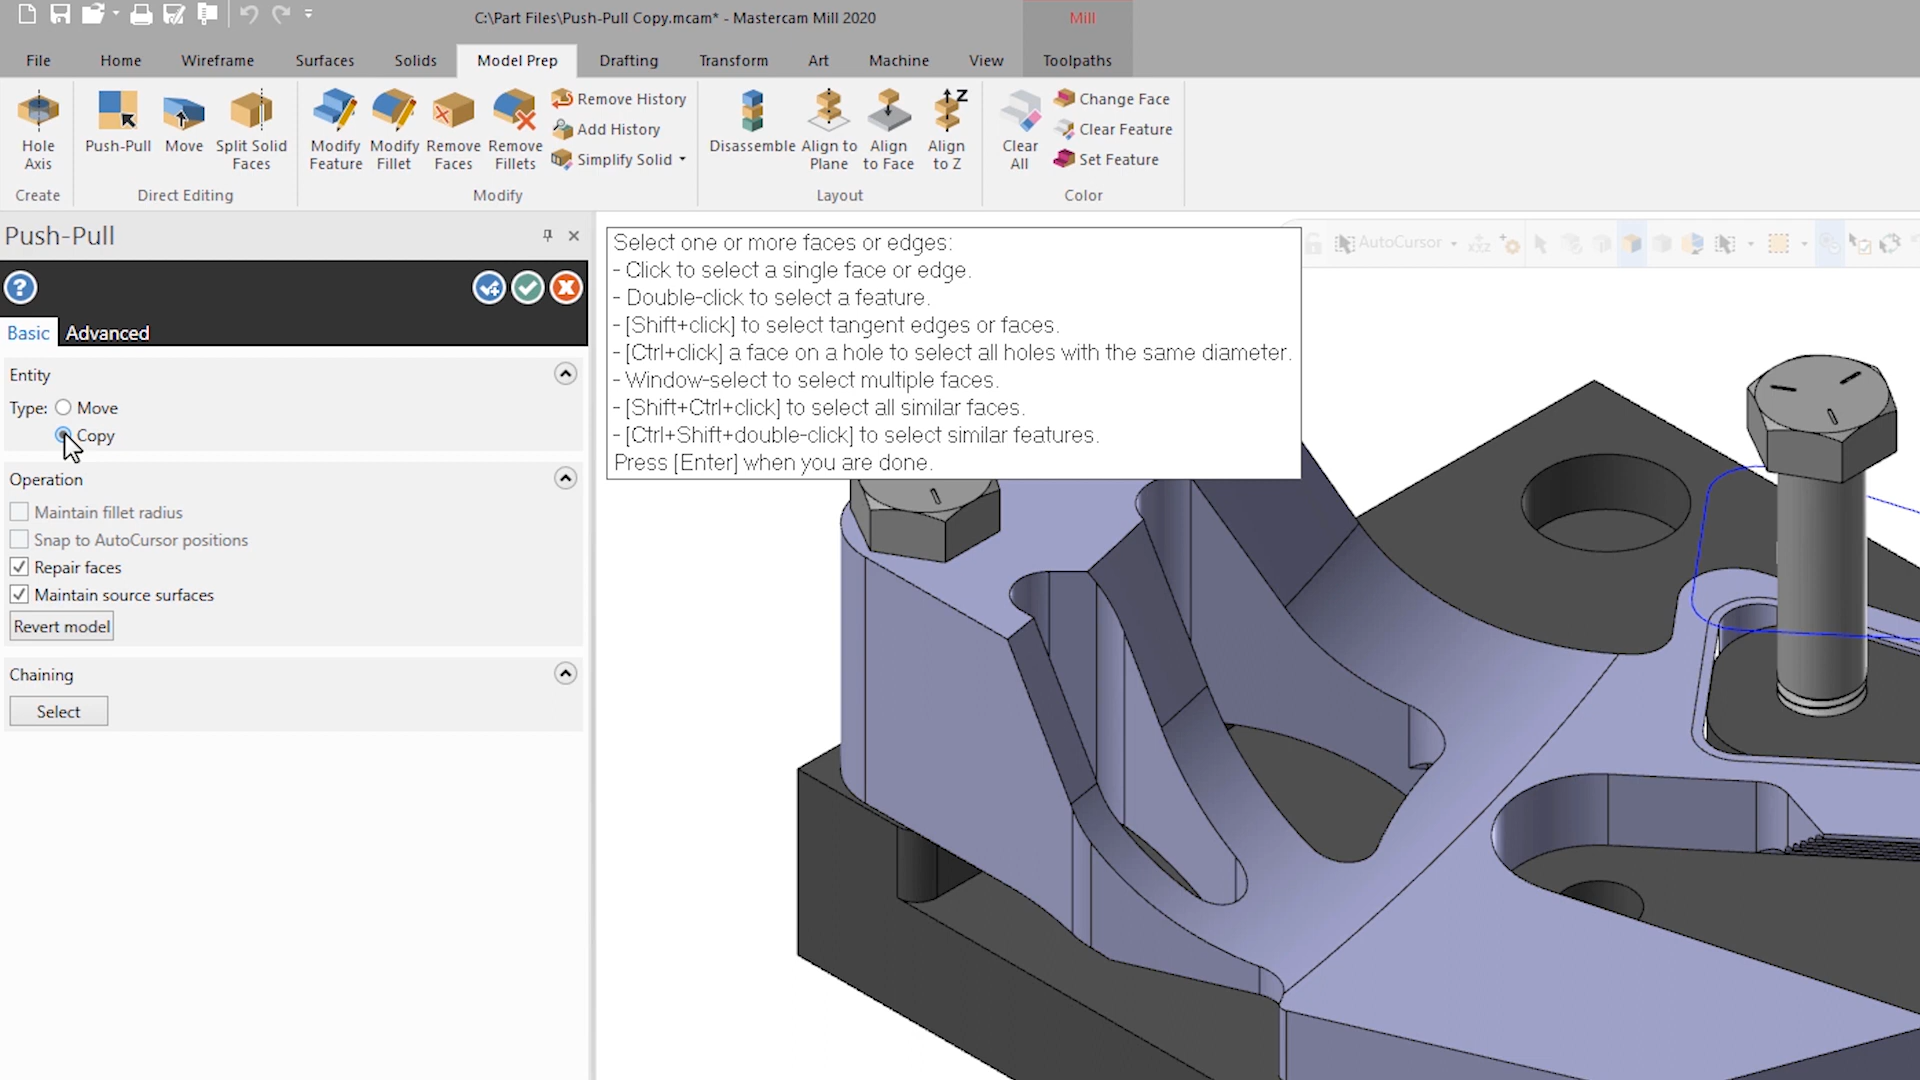 C:\Part Files\Push-Pull Copy.mcam* - Mastercam Mill 2020
Mill
File Home Wireframe Surfaces Solids Model Prep Drafting Transform Art Machine View Toolpaths
Hole Axis
Push-Pull
Move
Split Solid Faces
Modify Feature
Modify Fillet
Remove Faces
Remove Fillets
Remove History
Add History
Simplify Solid
Disassemble
Align to Plane
Align to Face
Align to Z
Z
Clear All
Change Face
Clear Feature
Set Feature
Create Direct Editing Modify Layout Color
Push-Pull
?
Basic Advanced
Entity
Type: Move
Copy
Operation
Maintain fillet radius
Snap to AutoCursor positions
Repair faces
Maintain source surfaces
Revert model
Chaining
Select
Select one or more faces or edges:
- Click to select a single face or edge.
- Double-click to select a feature.
- [Shift+click] to select tangent edges or faces.
- [Ctrl+click] a face on a hole to select all holes with the same diameter.
- Window-select to select multiple faces.
- [Shift+Ctrl+click] to select all similar faces.
- [Ctrl+Shift+double-click] to select similar features.
Press [Enter] when you are done.
AutoCursor